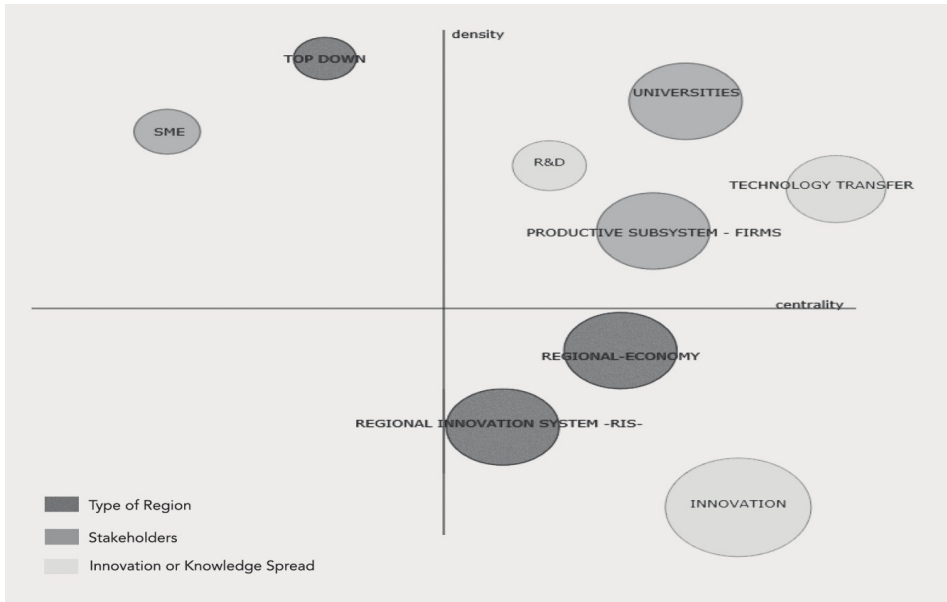 density
TOP DOWN
UNIVERSITIES
SME
R&D
TECHNOLOGY TRANSFER
PRODUCTIVE SUBSYSTEM - FIRMS
centrality
REGIONAL-ECONOMY
REGIONAL INNOVATION SYSTEM -RIS-
INNOVATION
Type of Region
Stakeholders
Innovation or Knowledge Spread